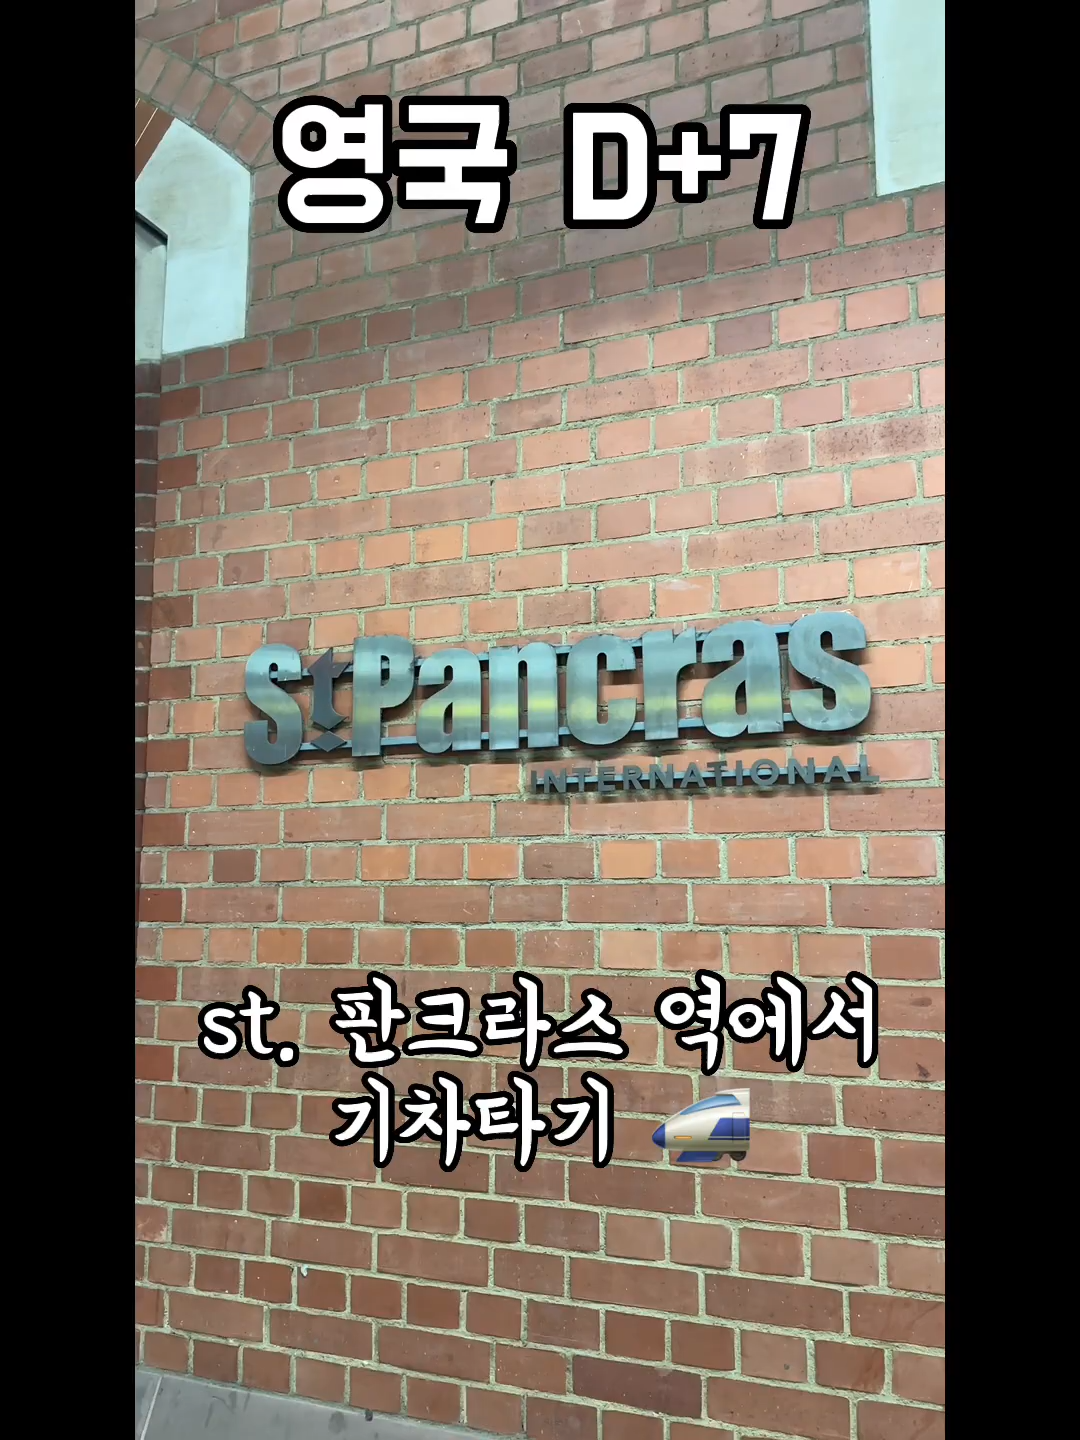 영국 D+7
St Pancras
INTERNATIONAL
st. 판크라스 역에서
기차타기 🚅